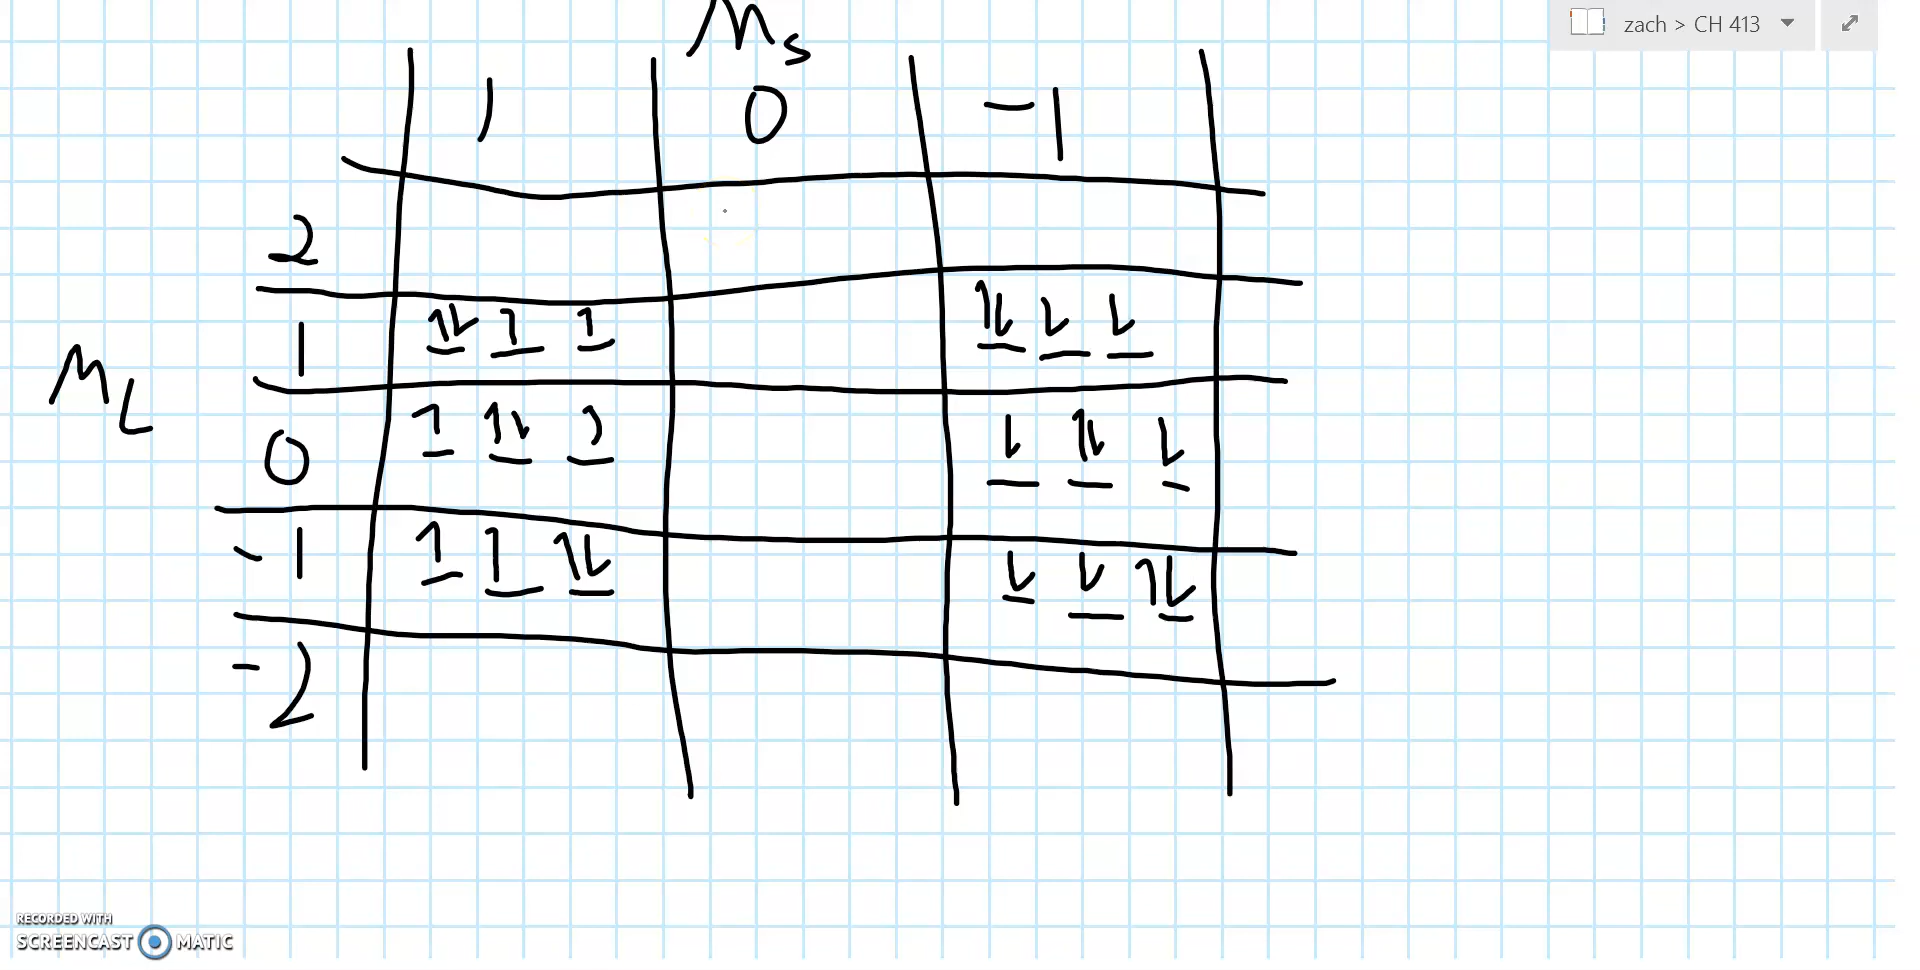 zach > CH 413
Ms
1 0 -1
2
1 ↿⇂ ↿ ↿ ↿⇂ ⇂ ⇂
ML
0 ↿ ↿⇂ ↿ ⇂ ↿⇂ ⇂
-1 ↿ ↿ ↿⇂ ⇂ ⇂ ↿⇂
-2
RECORDED WITH
SCREENCAST MATIC